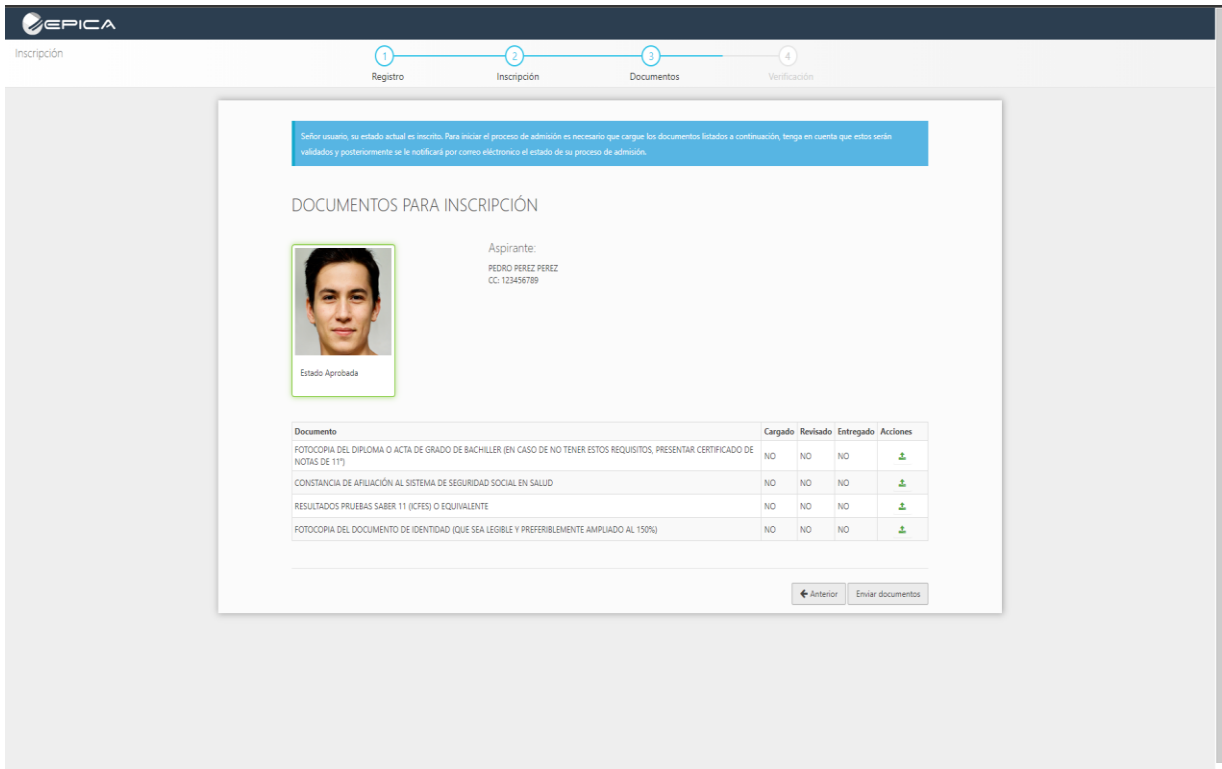 EPICA
Inscripción
1
2
3
4
Registro
Inscripción
Documentos
Verificación
Señor usuario, su estado actual es inscrito. Para iniciar el proceso de admisión es necesario que cargue los documentos listados a continuación, tenga en cuenta que estos serán
validados y posteriormente se le notificará por correo eléctronico el estado de su proceso de admisión.
DOCUMENTOS PARA INSCRIPCIÓN
Aspirante:
PEDRO PEREZ PEREZ
CC: 123456789
Estado Aprobada
Documento Cargado Revisado Entregado Acciones
FOTOCOPIA DEL DIPLOMA O ACTA DE GRADO DE BACHILLER (EN CASO DE NO TENER ESTOS REQUISITOS, PRESENTAR CERTIFICADO DE
NOTAS DE 11°) NO NO NO
CONSTANCIA DE AFILIACIÓN AL SISTEMA DE SEGURIDAD SOCIAL EN SALUD NO NO NO
RESULTADOS PRUEBAS SABER 11 (ICFES) O EQUIVALENTE NO NO NO
FOTOCOPIA DEL DOCUMENTO DE IDENTIDAD (QUE SEA LEGIBLE Y PREFERIBLEMENTE AMPLIADO AL 150%) NO NO NO
Anterior Enviar documentos